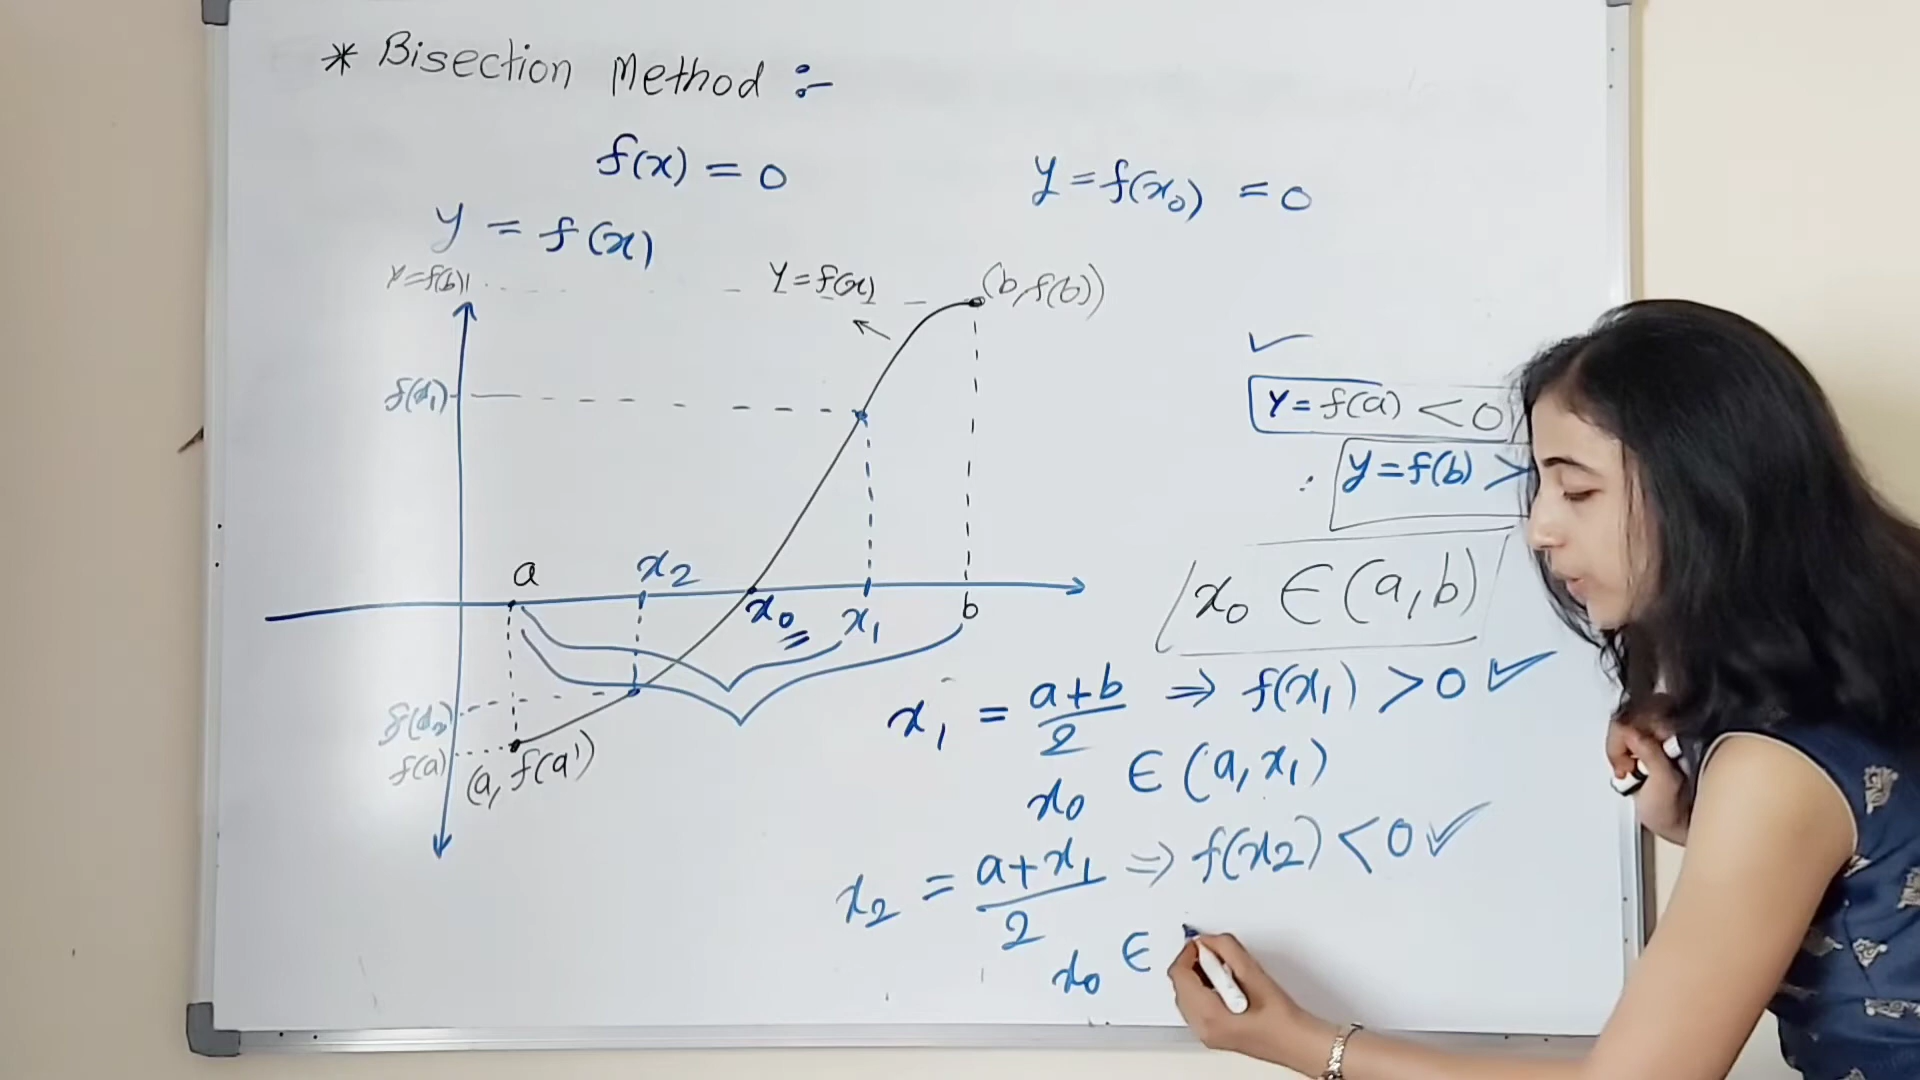 * Bisection Method :-
f(x) = 0
y = f(x₀) = 0
y = f(x)
y=f(b)
Y=f(x)
(b, f(b))
f(x₁)
Y = f(a) < 0
y = f(b) >
a
x₂
x₀
x₁
b
x₀ ∈ (a, b)
x₁ = a+b/2 ⇒ f(x₁) > 0 ✓
f(x₂)
f(a)
(a, f(a))
x₀ ∈ (a, x₁)
x₂ = a+x₁/2 ⇒ f(x₂) < 0 ✓
x₀ ∈